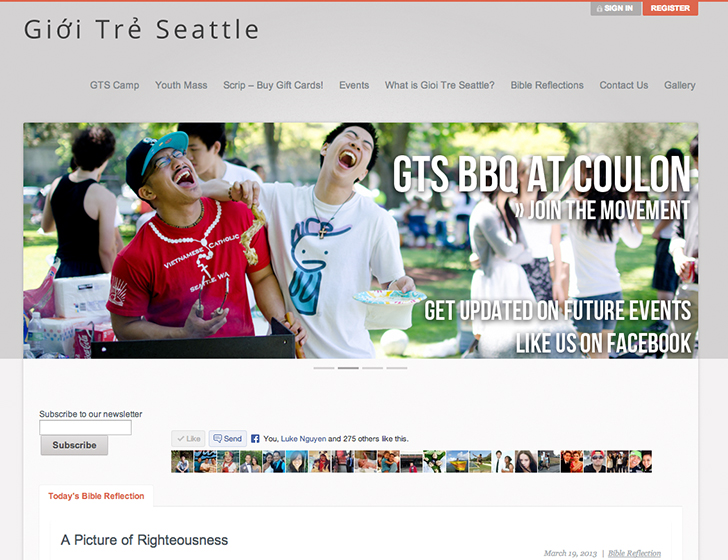 SIGN IN
REGISTER
Giới Trẻ Seattle
GTS Camp
Youth Mass
Scrip – Buy Gift Cards!
Events
What is Gioi Tre Seattle?
Bible Reflections
Contact Us
Gallery
GTS BBQ AT COULON
» JOIN THE MOVEMENT
VIETNAMESE CATHOLIC
SEATTLE, WA
GET UPDATED ON FUTURE EVENTS
LIKE US ON FACEBOOK
Subscribe to our newsletter
Subscribe
Like
Send
You, Luke Nguyen and 275 others like this.
Today's Bible Reflection
A Picture of Righteousness
March 19, 2013 | Bible Reflection